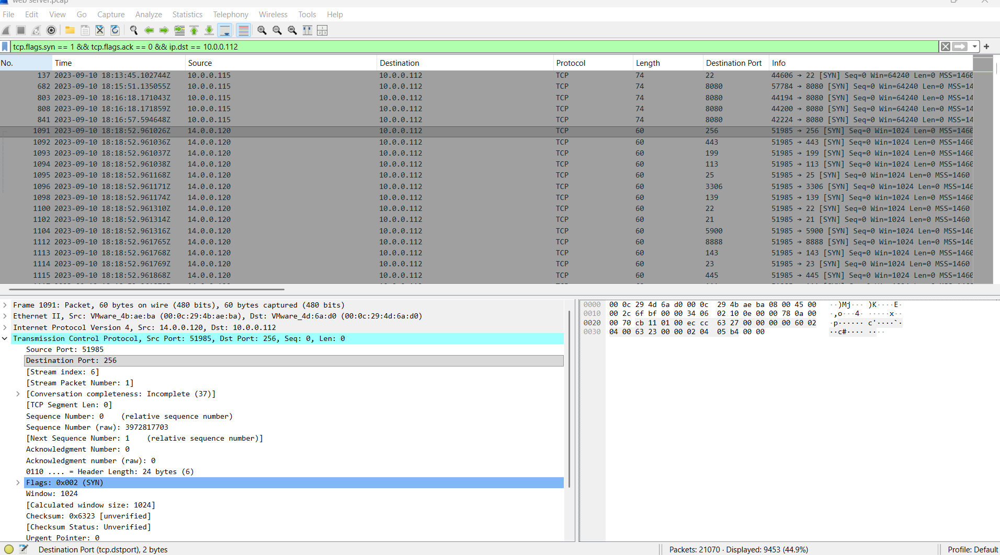 web server.pcap
File Edit View Go Capture Analyze Statistics Telephony Wireless Tools Help
tcp.flags.syn == 1 && tcp.flags.ack == 0 && ip.dst == 10.0.0.112
No. Time Source Destination Protocol Length Destination Port Info
137 2023-09-10 18:13:45.102744Z 10.0.0.115 10.0.0.112 TCP 74 22 44606 → 22 [SYN] Seq=0 Win=64240 Len=0 MSS=1460
682 2023-09-10 18:15:51.135055Z 10.0.0.115 10.0.0.112 TCP 74 8080 57784 → 8080 [SYN] Seq=0 Win=64240 Len=0 MSS=14
803 2023-09-10 18:16:18.171043Z 10.0.0.115 10.0.0.112 TCP 74 8080 44194 → 8080 [SYN] Seq=0 Win=64240 Len=0 MSS=14
808 2023-09-10 18:16:18.171859Z 10.0.0.115 10.0.0.112 TCP 74 8080 44200 → 8080 [SYN] Seq=0 Win=64240 Len=0 MSS=14
841 2023-09-10 18:16:57.594648Z 10.0.0.115 10.0.0.112 TCP 74 8080 42224 → 8080 [SYN] Seq=0 Win=64240 Len=0 MSS=14
1091 2023-09-10 18:18:52.961026Z 14.0.0.120 10.0.0.112 TCP 60 256 51985 → 256 [SYN] Seq=0 Win=1024 Len=0 MSS=1460
1092 2023-09-10 18:18:52.961036Z 14.0.0.120 10.0.0.112 TCP 60 443 51985 → 443 [SYN] Seq=0 Win=1024 Len=0 MSS=1460
1093 2023-09-10 18:18:52.961037Z 14.0.0.120 10.0.0.112 TCP 60 199 51985 → 199 [SYN] Seq=0 Win=1024 Len=0 MSS=1460
1094 2023-09-10 18:18:52.961038Z 14.0.0.120 10.0.0.112 TCP 60 113 51985 → 113 [SYN] Seq=0 Win=1024 Len=0 MSS=1460
1095 2023-09-10 18:18:52.961168Z 14.0.0.120 10.0.0.112 TCP 60 25 51985 → 25 [SYN] Seq=0 Win=1024 Len=0 MSS=1460
1096 2023-09-10 18:18:52.961171Z 14.0.0.120 10.0.0.112 TCP 60 3306 51985 → 3306 [SYN] Seq=0 Win=1024 Len=0 MSS=146
1098 2023-09-10 18:18:52.961174Z 14.0.0.120 10.0.0.112 TCP 60 139 51985 → 139 [SYN] Seq=0 Win=1024 Len=0 MSS=1460
1100 2023-09-10 18:18:52.961310Z 14.0.0.120 10.0.0.112 TCP 60 22 51985 → 22 [SYN] Seq=0 Win=1024 Len=0 MSS=1460
1102 2023-09-10 18:18:52.961314Z 14.0.0.120 10.0.0.112 TCP 60 21 51985 → 21 [SYN] Seq=0 Win=1024 Len=0 MSS=1460
1104 2023-09-10 18:18:52.961316Z 14.0.0.120 10.0.0.112 TCP 60 5900 51985 → 5900 [SYN] Seq=0 Win=1024 Len=0 MSS=146
1112 2023-09-10 18:18:52.961765Z 14.0.0.120 10.0.0.112 TCP 60 8888 51985 → 8888 [SYN] Seq=0 Win=1024 Len=0 MSS=146
1113 2023-09-10 18:18:52.961768Z 14.0.0.120 10.0.0.112 TCP 60 143 51985 → 143 [SYN] Seq=0 Win=1024 Len=0 MSS=1460
1114 2023-09-10 18:18:52.961769Z 14.0.0.120 10.0.0.112 TCP 60 23 51985 → 23 [SYN] Seq=0 Win=1024 Len=0 MSS=1460
1115 2023-09-10 18:18:52.961868Z 14.0.0.120 10.0.0.112 TCP 60 445 51985 → 445 [SYN] Seq=0 Win=1024 Len=0 MSS=1460
Frame 1091: Packet, 60 bytes on wire (480 bits), 60 bytes captured (480 bits)
Ethernet II, Src: VMware_4b:ae:ba (00:0c:29:4b:ae:ba), Dst: VMware_4d:6a:d0 (00:0c:29:4d:6a:d0)
Internet Protocol Version 4, Src: 14.0.0.120, Dst: 10.0.0.112
Transmission Control Protocol, Src Port: 51985, Dst Port: 256, Seq: 0, Len: 0
Source Port: 51985
Destination Port: 256
[Stream index: 6]
[Stream Packet Number: 1]
[Conversation completeness: Incomplete (37)]
[TCP Segment Len: 0]
Sequence Number: 0 (relative sequence number)
Sequence Number (raw): 3972817703
[Next Sequence Number: 1 (relative sequence number)]
Acknowledgment Number: 0
Acknowledgment number (raw): 0
0110 .... = Header Length: 24 bytes (6)
Flags: 0x002 (SYN)
Window: 1024
[Calculated window size: 1024]
Checksum: 0x6323 [unverified]
[Checksum Status: Unverified]
Urgent Pointer: 0
0000 00 0c 29 4d 6a d0 00 0c 29 4b ae ba 08 00 45 00 ··)Mj··· )K····E·
0010 00 2c 6f bf 00 00 34 06 02 10 0e 00 00 78 0a 00 ·,o···4· ·····x··
0020 00 70 cb 11 01 00 ec cc 63 27 00 00 00 00 60 02 ·p······ c'····`·
0030 04 00 63 23 00 00 02 04 05 b4 00 00 ··c#···· ····
Destination Port (tcp.dstport), 2 bytes
Packets: 21070 · Displayed: 9453 (44.9%)
Profile: Default